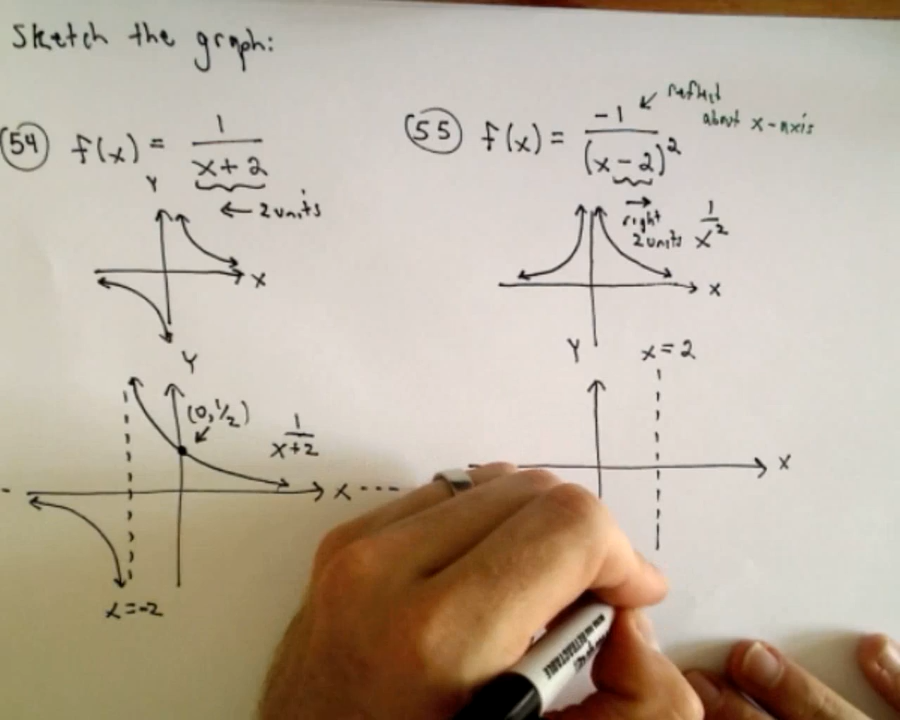 Sketch the graph:
54 f(x) = 1/(x+2)
← 2 units
Y
X
Y
(0, 1/2)
1/(x+2)
X
x=-2
55 f(x) = -1/(x-2)²
reflect
about x-axis
→
right
2 units
1/x²
X
Y
x=2
X
RETRACTABLE